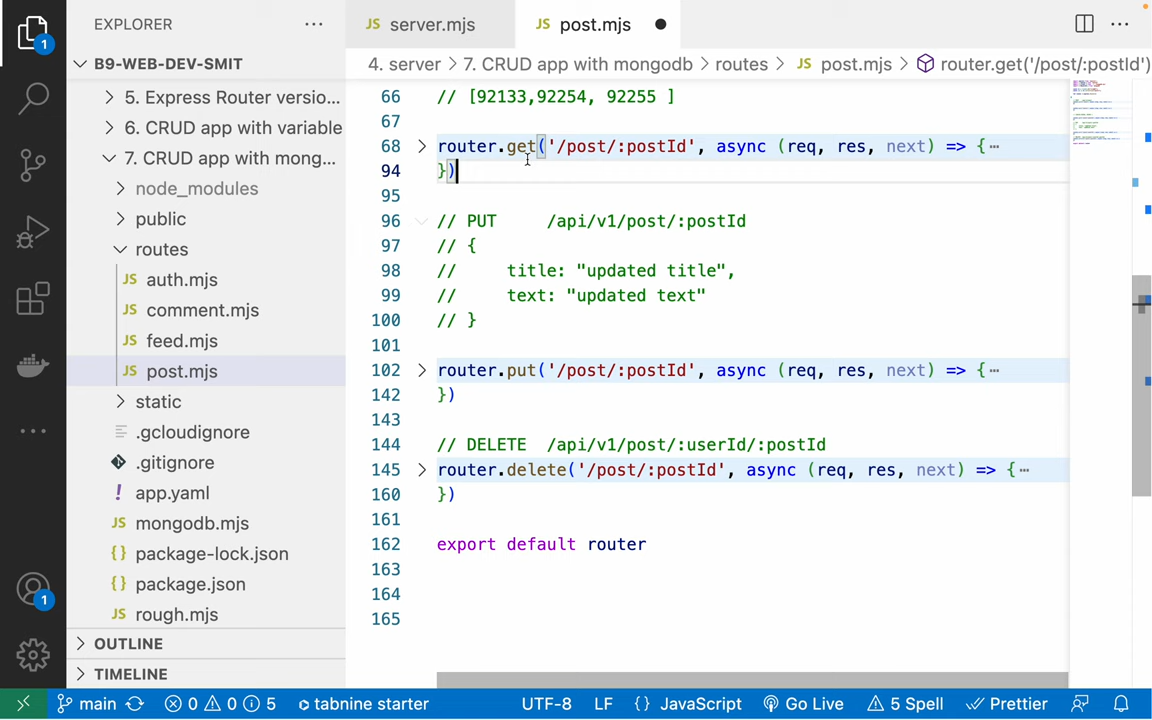 EXPLORER
B9-WEB-DEV-SMIT
5. Express Router versio...
6. CRUD app with variable
7. CRUD app with mong...
node_modules
public
routes
auth.mjs
comment.mjs
feed.mjs
post.mjs
static
.gcloudignore
.gitignore
app.yaml
mongodb.mjs
package-lock.json
package.json
rough.mjs
OUTLINE
TIMELINE
server.mjs
post.mjs
4. server > 7. CRUD app with mongodb > routes > JS post.mjs > router.get('/post/:postId')
66 // [92133,92254, 92255 ]
67
68 router.get('/post/:postId', async (req, res, next) => {
94 })
95
96 // PUT     /api/v1/post/:postId
97 // {
98 //     title: "updated title",
99 //     text: "updated text"
100 // }
101
102 router.put('/post/:postId', async (req, res, next) => {
142 })
143
144 // DELETE  /api/v1/post/:userId/:postId
145 router.delete('/post/:postId', async (req, res, next) => {
160 })
161
162 export default router
163
164
165
main 0 0 5 tabnine starter UTF-8 LF {} JavaScript Go Live 5 Spell Prettier